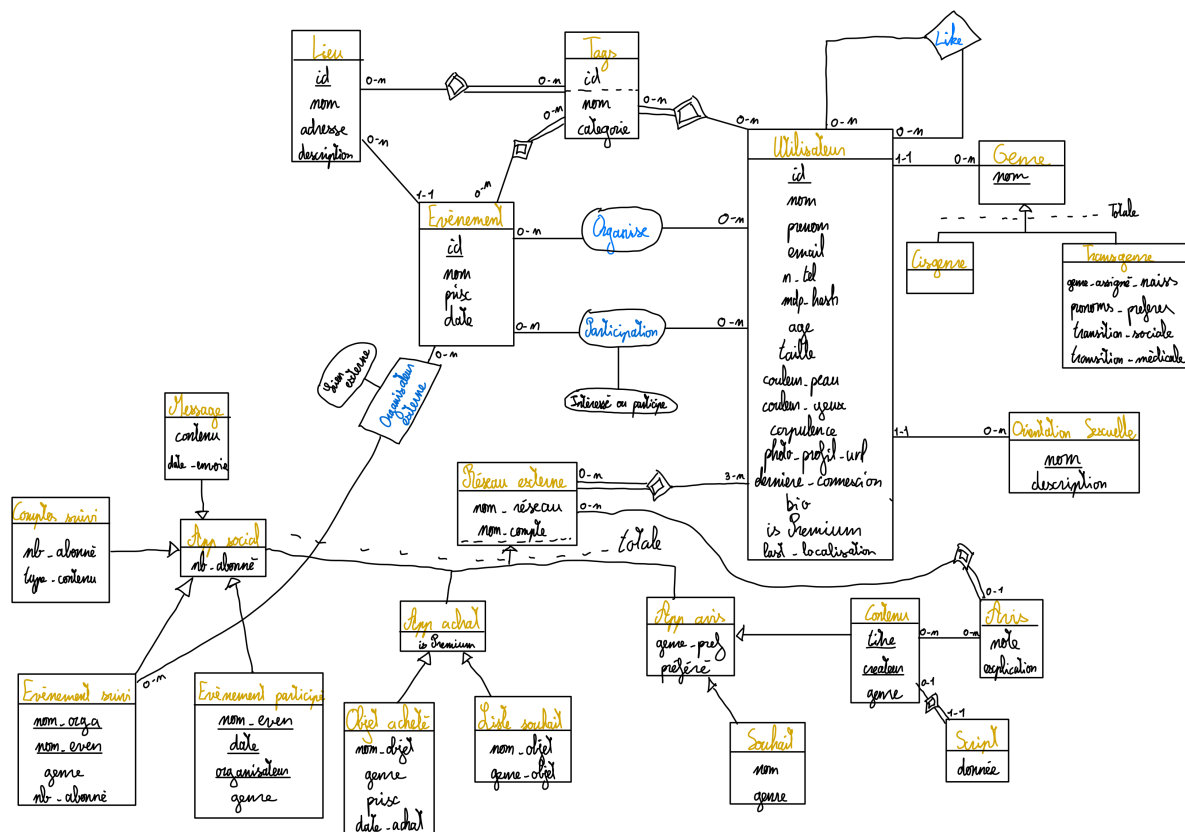 Lieu
id
nom
adresse
description
0-n
0-n
Tags
id
nom
categorie
0-n
0-n
0-n
0-n
Like
0-n
0-n
Utilisateur
id
nom
prenom
email
n_tel
mdp_hash
age
taille
couleur_peau
couleur_yeux
corpulence
photo_profil_url
derniere_connexion
bio
is Premium
last_localisation
1-1
0-n
Genre
nom
Totale
Cisgenre
Transgenre
genre_assigné_naiss
pronoms_préferes
transition_sociale
transition_médicale
0-n
1-1
Evènement
id
nom
prix
date
0-n
Organise
0-n
0-n
Participation
0-n
Intéressé ou participe
0-n
Organisateur externe
Lien externe
1-1
0-n
Orientation Sexuelle
nom
description
Message
contenu
date_envoie
Réseau externe
nom_réseau
nom_compte
0-n
3-n
0-n
Comptes suivi
nb_abonné
type_contenu
App social
nb_abonné
totale
App achat
is Premium
App avis
genre_pref
préféré
Contenu
titre
createur
genre
0-n
0-n
0-1
Avis
note
explication
0-1
1-1
Script
donnée
0-n
Evènement suivi
nom_orga
nom_even
genre
nb_abonné
Evènement participé
nom_even
date
organisateur
genre
Objet acheté
nom_objet
genre
prix
date_achat
Liste souhait
nom_objet
genre_objet
Souhait
nom
genre